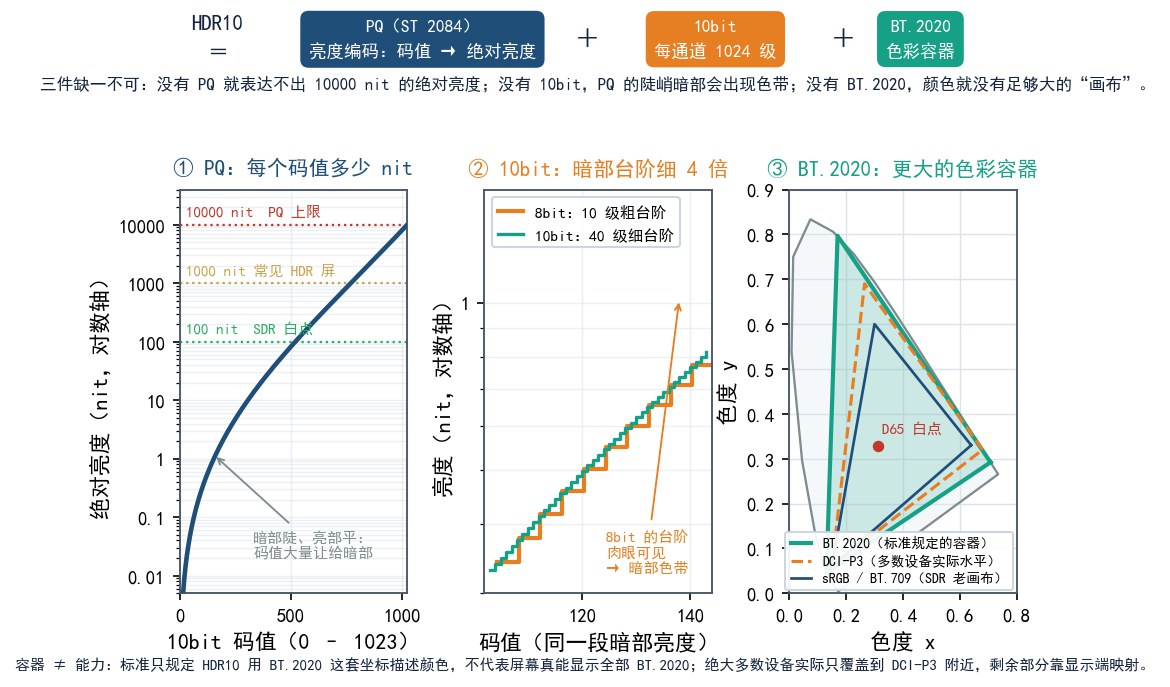 HDR10
=
PQ（ST 2084）
亮度编码：码值 → 绝对亮度
+
10bit
每通道 1024 级
+
BT.2020
色彩容器
三件缺一不可：没有 PQ 就表达不出 10000 nit 的绝对亮度；没有 10bit，PQ 的陡峭暗部会出现色带；没有 BT.2020，颜色就没有足够大的“画布”。
① PQ：每个码值多少 nit
10000 nit  PQ 上限
1000 nit 常见 HDR 屏
100 nit  SDR 白点
暗部陡、亮部平：
码值大量让给暗部
绝对亮度（nit，对数轴）
10000
1000
100
10
1
0.1
0.01
0
500
1000
10bit 码值（0 - 1023）
② 10bit：暗部台阶细 4 倍
8bit：10 级粗台阶
10bit：40 级细台阶
8bit 的台阶
肉眼可见
→ 暗部色带
亮度（nit，对数轴）
1
120
140
码值（同一段暗部亮度）
③ BT.2020：更大的色彩容器
D65 白点
BT.2020（标准规定的容器）
DCI-P3（多数设备实际水平）
sRGB / BT.709（SDR 老画布）
色度 y
0.9
0.8
0.7
0.6
0.5
0.4
0.3
0.2
0.1
0.0
0.0
0.2
0.4
0.6
0.8
色度 x
容器 ≠ 能力：标准只规定 HDR10 用 BT.2020 这套坐标描述颜色，不代表屏幕真能显示全部 BT.2020；绝大多数设备实际只覆盖到 DCI-P3 附近，剩余部分靠显示端映射。